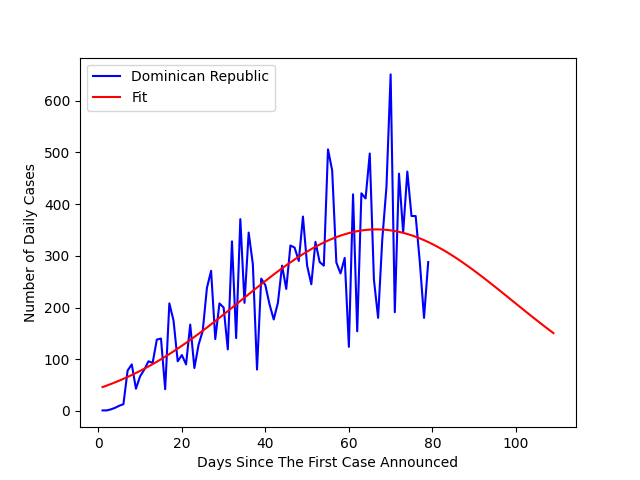 Dominican Republic
Fit
600
500
400
300
200
100
0
Number of Daily Cases
0 20 40 60 80 100
Days Since The First Case Announced